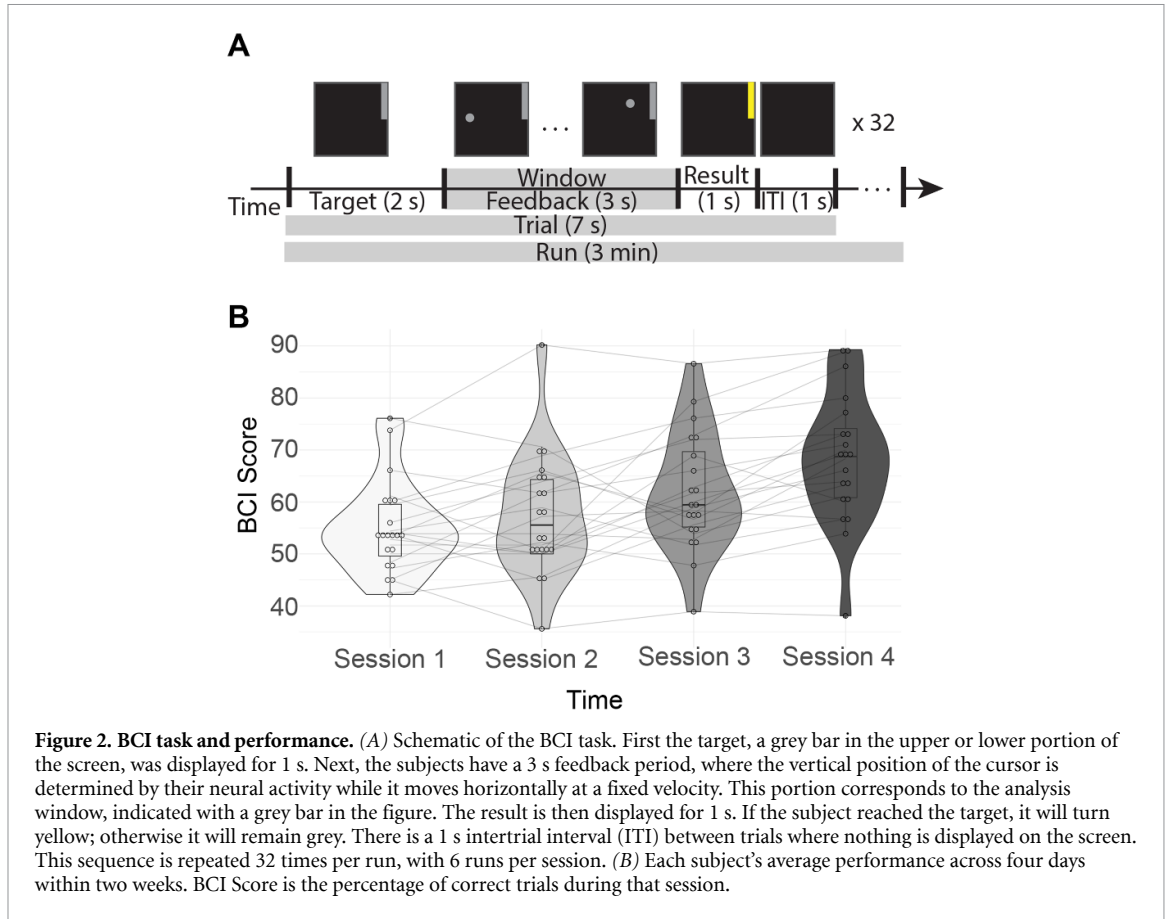 A
. . .
x 32
Window
Result
Time
Target (2 s)
Feedback (3 s)
(1 s)
ITI (1 s)
. . .
Trial (7 s)
Run (3 min)
B
90
80
70
60
50
40
BCI Score
Session 1
Session 2
Session 3
Session 4
Time
Figure 2. BCI task and performance. (A) Schematic of the BCI task. First the target, a grey bar in the upper or lower portion of
the screen, was displayed for 1 s. Next, the subjects have a 3 s feedback period, where the vertical position of the cursor is
determined by their neural activity while it moves horizontally at a fixed velocity. This portion corresponds to the analysis
window, indicated with a grey bar in the figure. The result is then displayed for 1 s. If the subject reached the target, it will turn
yellow; otherwise it will remain grey. There is a 1 s intertrial interval (ITI) between trials where nothing is displayed on the screen.
This sequence is repeated 32 times per run, with 6 runs per session. (B) Each subject's average performance across four days
within two weeks. BCI Score is the percentage of correct trials during that session.